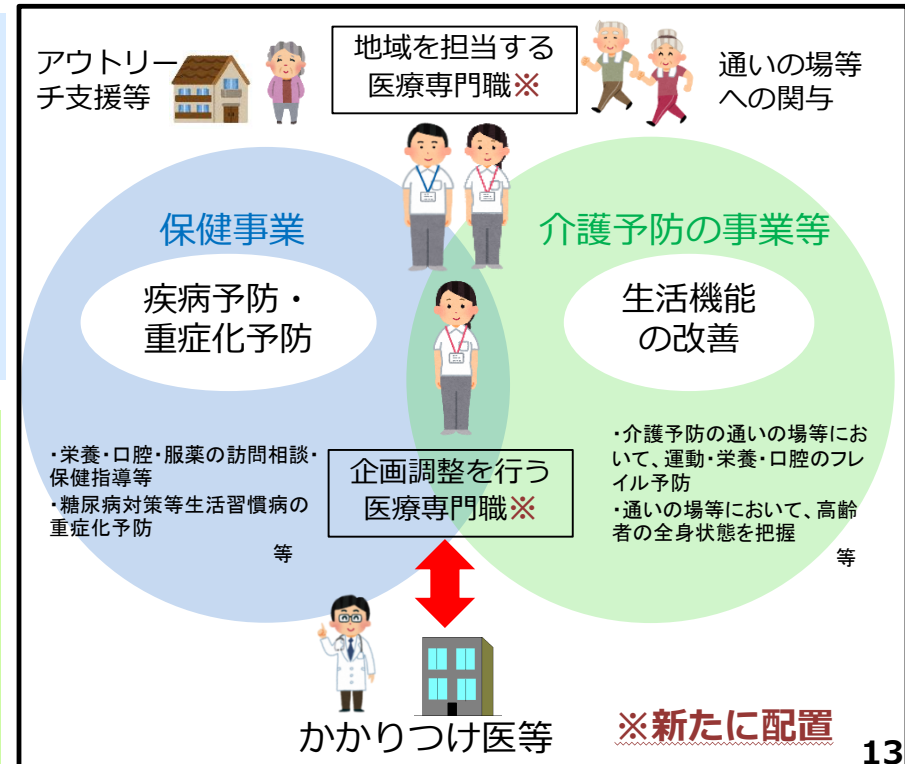 アウトリー
チ支援等
地域を担当する
医療専門職※
通いの場等
への関与
保健事業
介護予防の事業等
疾病予防・
重症化予防
生活機能
の改善
・栄養・口腔・服薬の訪問相談・
保健指導等
・糖尿病対策等生活習慣病の
重症化予防
等
企画調整を行う
医療専門職※
・介護予防の通いの場等にお
いて、運動・栄養・口腔のフレ
イル予防
・通いの場等において、高齢
者の全身状態を把握
等
かかりつけ医等
※新たに配置
13